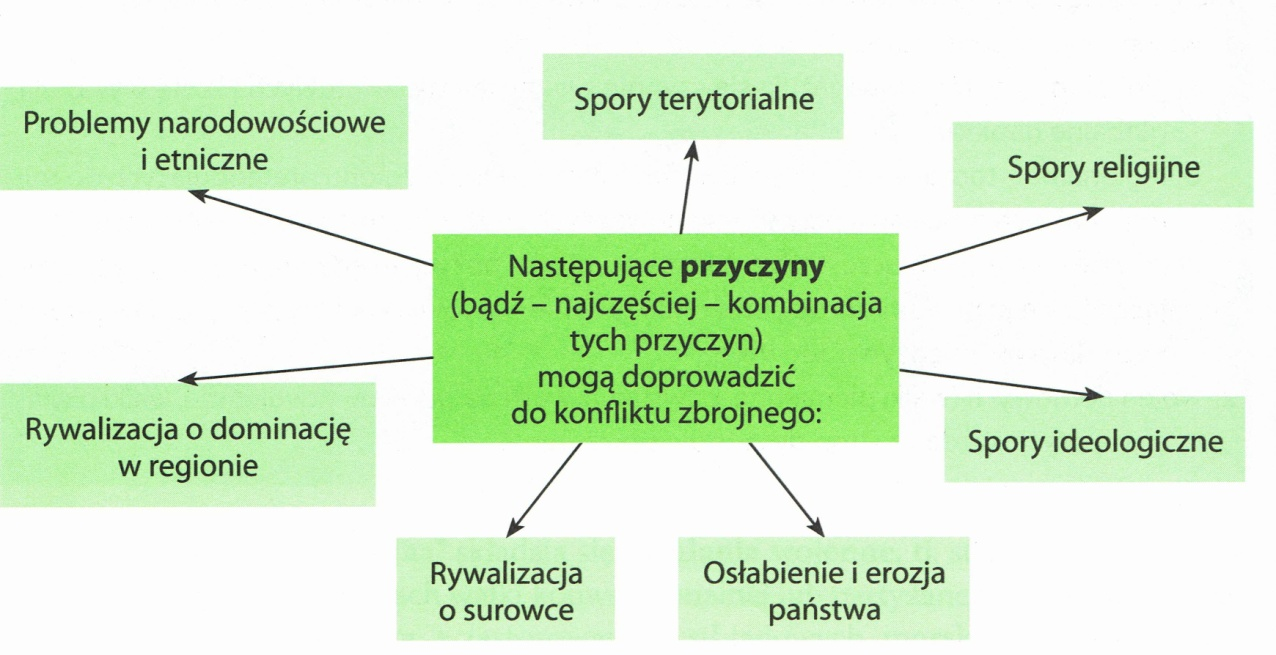 Spory terytorialne
Problemy narodowościowe
i etniczne
Spory religijne
Następujące przyczyny
(bądź – najczęściej – kombinacja
tych przyczyn)
mogą doprowadzić
do konfliktu zbrojnego:
Rywalizacja o dominację
w regionie
Spory ideologiczne
Rywalizacja
o surowce
Osłabienie i erozja
państwa